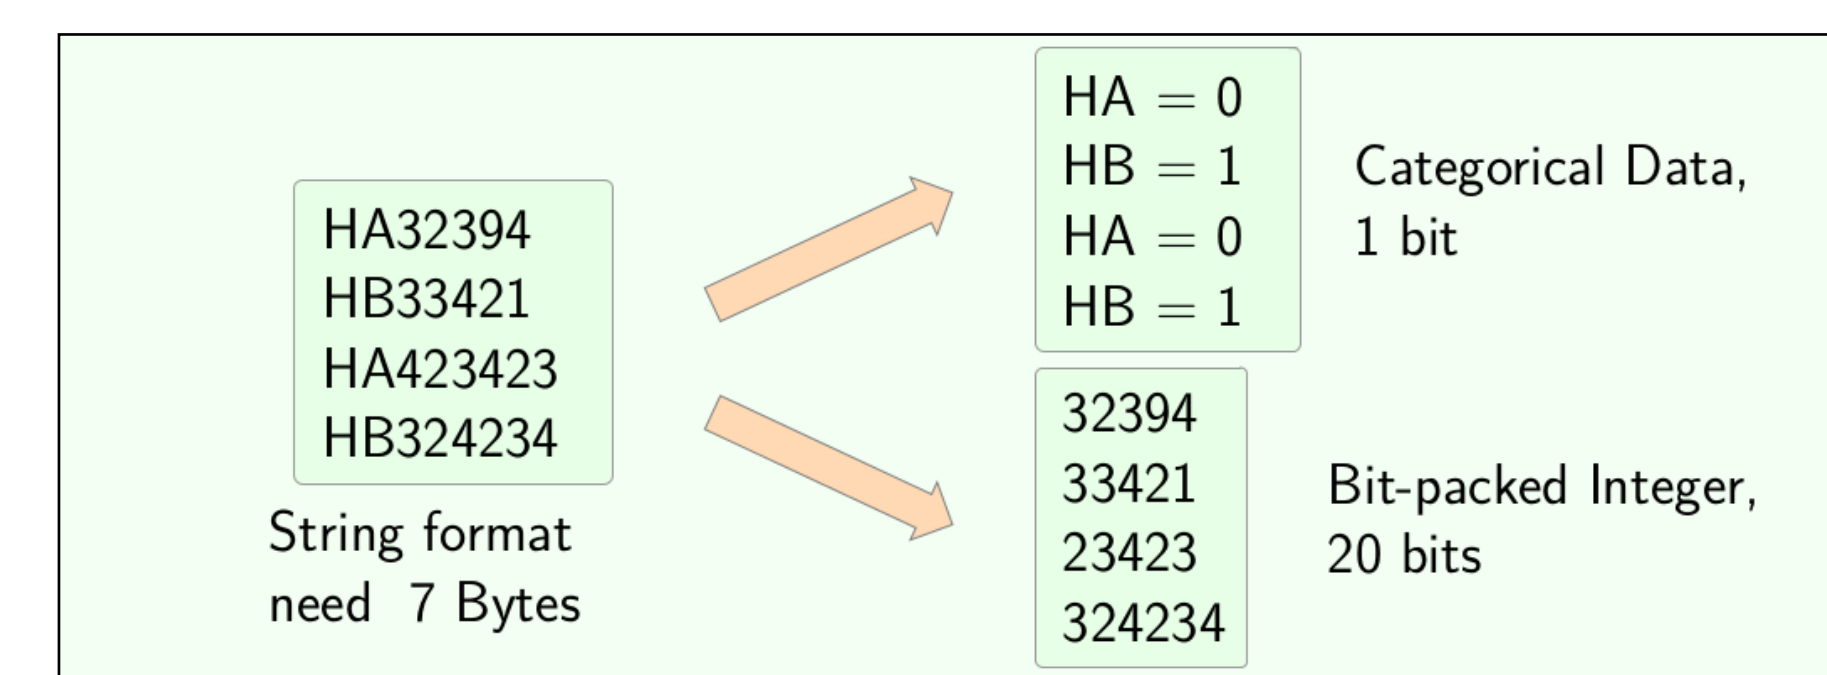 HA32394
HB33421
HA423423
HB324234
String format
need 7 Bytes
HA = 0
HB = 1
HA = 0
HB = 1
Categorical Data,
1 bit
32394
33421
23423
324234
Bit-packed Integer,
20 bits